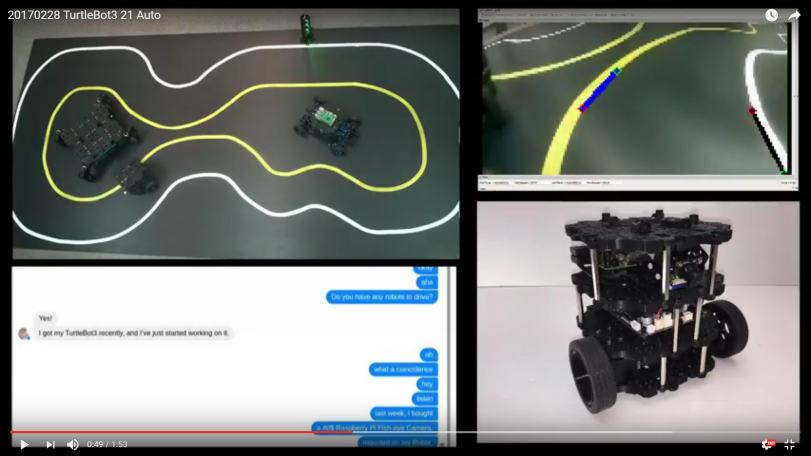 20170228 TurtleBot3 21 Auto
okay
aha
Do you have any robots to drive?
Yes!
I got my TurtleBot3 recently, and I've just started working on it.
oh
what a coincidence
hey
listen
last week, I bought
a 40$ Raspberry Pi Fish-eye Camera,
mounted on my Robot,
0:49 / 1:53